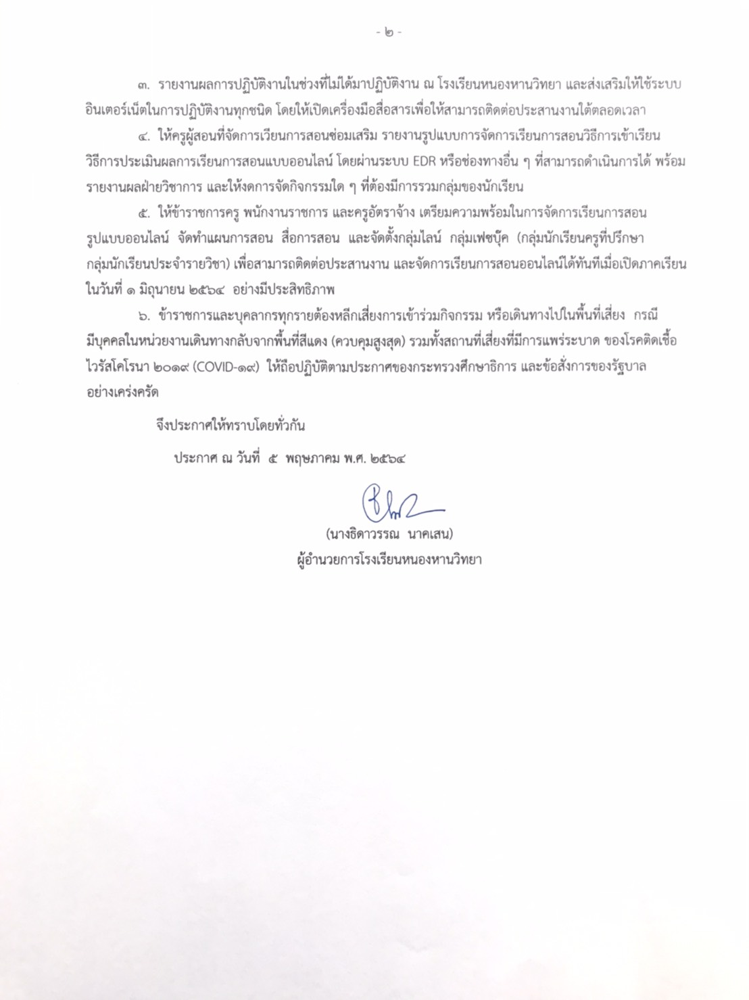 - ๒ -
๓. รายงานผลการปฏิบัติงานในช่วงที่ไม่ได้มาปฏิบัติงาน ณ โรงเรียนหนองหานวิทยา และส่งเสริมให้ใช้ระบบ
อินเตอร์เน็ตในการปฏิบัติงานทุกชนิด โดยให้เปิดเครื่องมือสื่อสารเพื่อให้สามารถติดต่อประสานงานใต้ตลอดเวลา
๔. ให้ครูผู้สอนที่จัดการเวียนการสอนซ่อมเสริม รายงานรูปแบบการจัดการเรียนการสอนวิธีการเข้าเรียน
วิธีการประเมินผลการเรียนการสอนแบบออนไลน์ โดยผ่านระบบ EDR หรือช่องทางอื่น ๆ ที่สามารถดำเนินการได้ พร้อม
รายงานผลฝ่ายวิชาการ และให้งดการจัดกิจกรรมใด ๆ ที่ต้องมีการรวมกลุ่มของนักเรียน
๕. ให้ข้าราชการครู พนักงานราชการ และครูอัตราจ้าง เตรียมความพร้อมในการจัดการเรียนการสอน
รูปแบบออนไลน์ จัดทำแผนการสอน สื่อการสอน และจัดตั้งกลุ่มไลน์ กลุ่มเฟซบุ๊ค (กลุ่มนักเรียนครูที่ปรึกษา
กลุ่มนักเรียนประจำรายวิชา) เพื่อสามารถติดต่อประสานงาน และจัดการเรียนการสอนออนไลน์ได้ทันทีเมื่อเปิดภาคเรียน
ในวันที่ ๑ มิถุนายน ๒๕๖๔ อย่างมีประสิทธิภาพ
๖. ข้าราชการและบุคลากรทุกรายต้องหลีกเสี่ยงการเข้าร่วมกิจกรรม หรือเดินทางไปในพื้นที่เสี่ยง กรณี
มีบุคคลในหน่วยงานเดินทางกลับจากพื้นที่สีแดง (ควบคุมสูงสุด) รวมทั้งสถานที่เสี่ยงที่มีการแพร่ระบาด ของโรคติดเชื้อ
ไวรัสโคโรนา ๒๐๑๙ (COVID-๑๙) ให้ถือปฏิบัติตามประกาศของกระทรวงศึกษาธิการ และข้อสั่งการของรัฐบาล
อย่างเคร่งครัด
จึงประกาศให้ทราบโดยทั่วกัน
ประกาศ ณ วันที่ ๕ พฤษภาคม พ.ศ. ๒๕๖๔
(นางธิดาวรรณ นาคเสน)
ผู้อำนวยการโรงเรียนหนองหานวิทยา